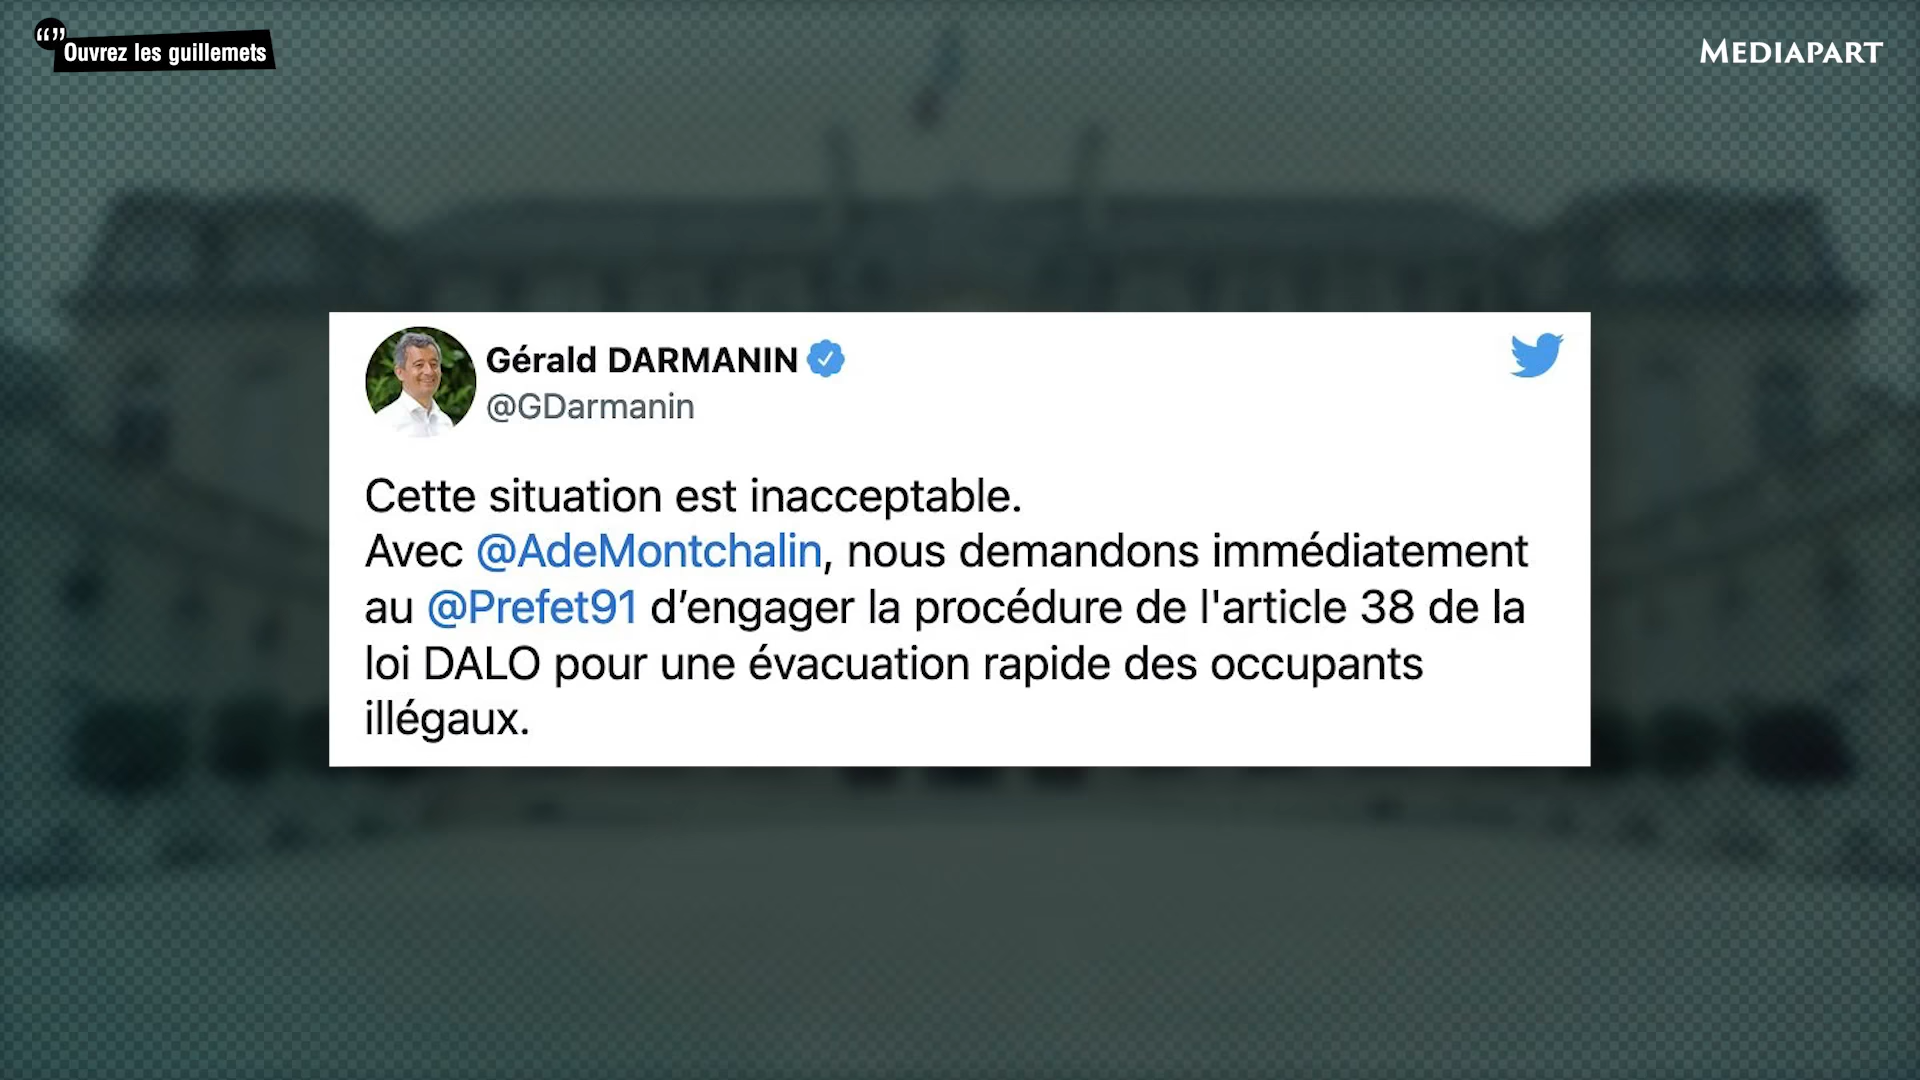 “” Ouvrez les guillemets
MEDIAPART
Gérald DARMANIN
@GDarmanin
Cette situation est inacceptable.
Avec @AdeMontchalin, nous demandons immédiatement
au @Prefet91 d’engager la procédure de l'article 38 de la
loi DALO pour une évacuation rapide des occupants
illégaux.